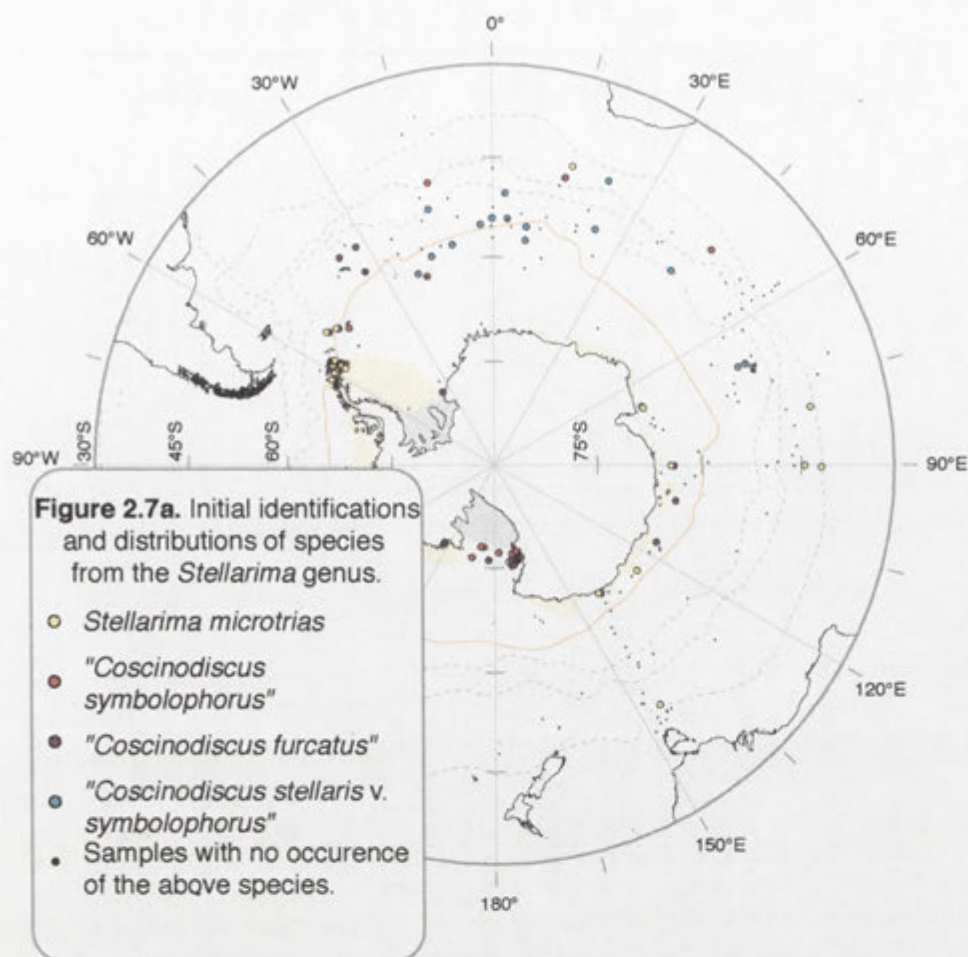 0°
30°W
30°E
60°W
60°E
90°W
30°S
45°S
60°S
75°S
90°E
Figure 2.7a. Initial identifications
and distributions of species
from the Stellarima genus.
Stellarima microtrias
"Coscinodiscus
symbolophorus"
"Coscinodiscus furcatus"
"Coscinodiscus stellaris v.
symbolophorus"
Samples with no occurence
of the above species.
120°E
150°E
180°